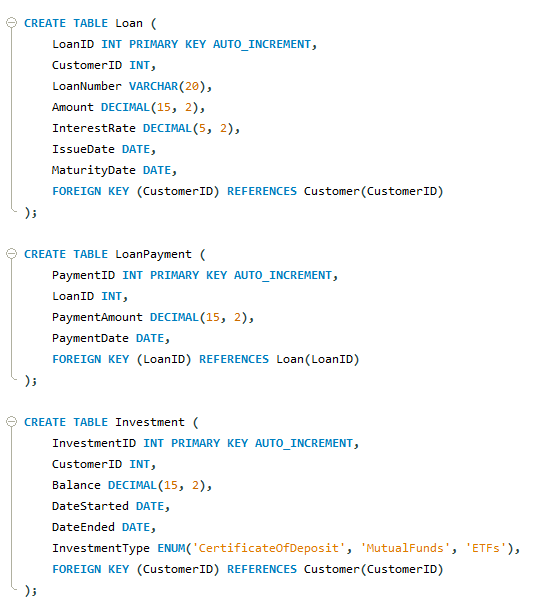 CREATE TABLE Loan (
    LoanID INT PRIMARY KEY AUTO_INCREMENT,
    CustomerID INT,
    LoanNumber VARCHAR(20),
    Amount DECIMAL(15, 2),
    InterestRate DECIMAL(5, 2),
    IssueDate DATE,
    MaturityDate DATE,
    FOREIGN KEY (CustomerID) REFERENCES Customer(CustomerID)
);
CREATE TABLE LoanPayment (
    PaymentID INT PRIMARY KEY AUTO_INCREMENT,
    LoanID INT,
    PaymentAmount DECIMAL(15, 2),
    PaymentDate DATE,
    FOREIGN KEY (LoanID) REFERENCES Loan(LoanID)
);
CREATE TABLE Investment (
    InvestmentID INT PRIMARY KEY AUTO_INCREMENT,
    CustomerID INT,
    Balance DECIMAL(15, 2),
    DateStarted DATE,
    DateEnded DATE,
    InvestmentType ENUM('CertificateOfDeposit', 'MutualFunds', 'ETFs'),
    FOREIGN KEY (CustomerID) REFERENCES Customer(CustomerID)
);